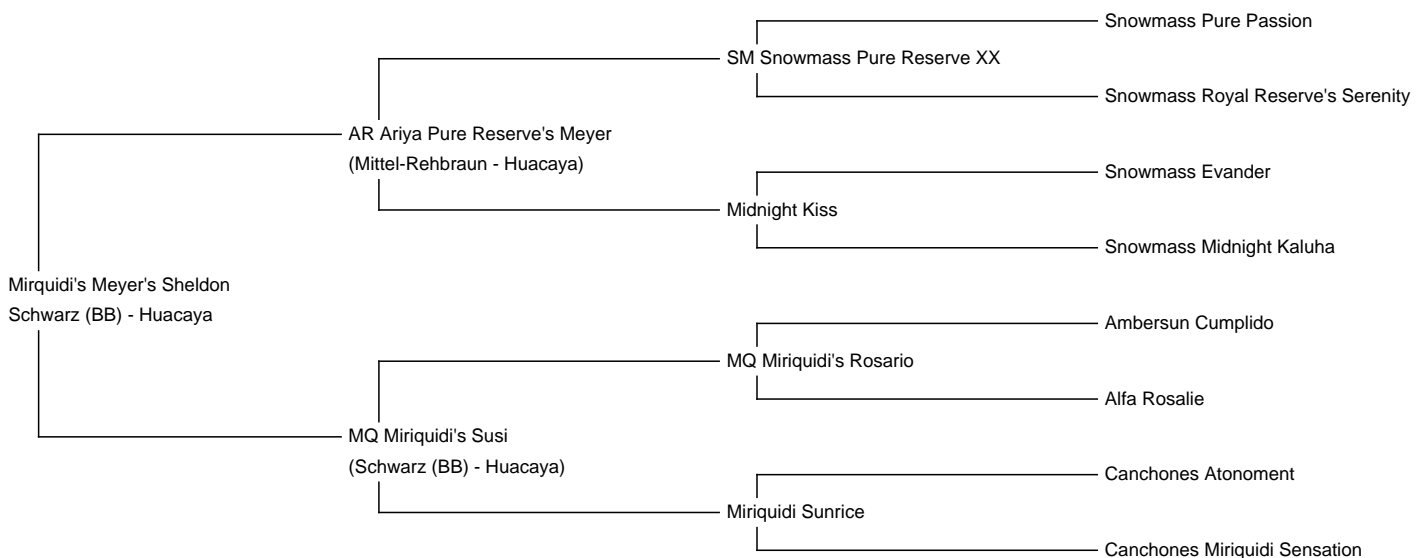 Snowmass Pure Passion
SM Snowmass Pure Reserve XX
Snowmass Royal Reserve's Serenity
AR Ariya Pure Reserve's Meyer
(Mittel-Rehbraun - Huacaya)
Snowmass Evander
Midnight Kiss
Snowmass Midnight Kaluha
Mirquidi's Meyer's Sheldon
Schwarz (BB) - Huacaya
Ambersun Cumplido
MQ Miriquidi's Rosario
Alfa Rosalie
MQ Miriquidi's Susi
(Schwarz (BB) - Huacaya)
Canchones Atonoment
Miriquidi Sunrice
Canchones Miriquidi Sensation